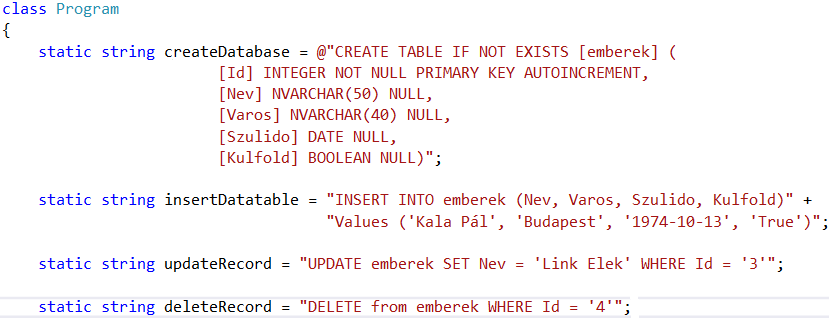 class Program
{
static string createDatabase = @"CREATE TABLE IF NOT EXISTS [emberek] (
[Id] INTEGER NOT NULL PRIMARY KEY AUTOINCREMENT,
[Nev] NVARCHAR(50) NULL,
[Varos] NVARCHAR(40) NULL,
[Szulido] DATE NULL,
[Kulfold] BOOLEAN NULL)";
static string insertDatatable = "INSERT INTO emberek (Nev, Varos, Szulido, Kulfold)" +
"Values ('Kala Pál', 'Budapest', '1974-10-13', 'True')";
static string updateRecord = "UPDATE emberek SET Nev = 'Link Elek' WHERE Id = '3'";
static string deleteRecord = "DELETE from emberek WHERE Id = '4'";